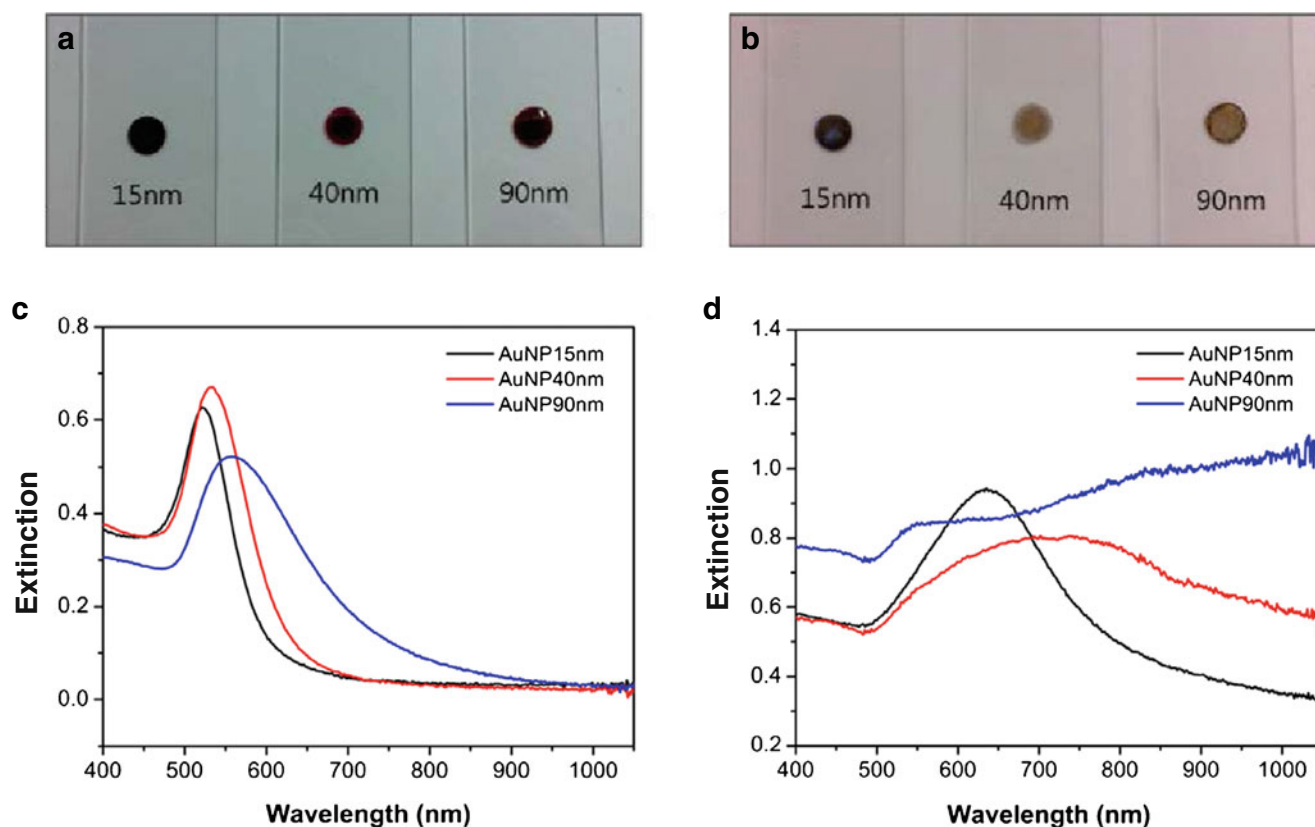 a
15nm
40nm
90nm
b
15nm
40nm
90nm
c
Extinction
0.8
0.6
0.4
0.2
0.0
AuNP15nm
AuNP40nm
AuNP90nm
400 500 600 700 800 900 1000
Wavelength (nm)
d
Extinction
1.4
1.2
1.0
0.8
0.6
0.4
0.2
AuNP15nm
AuNP40nm
AuNP90nm
400 500 600 700 800 900 1000
Wavelength (nm)